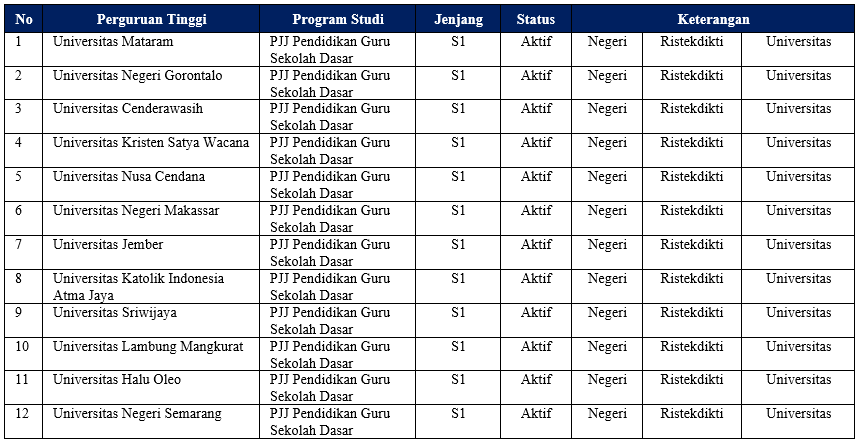 No Perguruan Tinggi Program Studi Jenjang Status Keterangan
1 Universitas Mataram PJJ Pendidikan Guru S1 Aktif Negeri Ristekdikti Universitas
Sekolah Dasar
2 Universitas Negeri Gorontalo PJJ Pendidikan Guru S1 Aktif Negeri Ristekdikti Universitas
Sekolah Dasar
3 Universitas Cenderawasih PJJ Pendidikan Guru S1 Aktif Negeri Ristekdikti Universitas
Sekolah Dasar
4 Universitas Kristen Satya Wacana PJJ Pendidikan Guru S1 Aktif Negeri Ristekdikti Universitas
Sekolah Dasar
5 Universitas Nusa Cendana PJJ Pendidikan Guru S1 Aktif Negeri Ristekdikti Universitas
Sekolah Dasar
6 Universitas Negeri Makassar PJJ Pendidikan Guru S1 Aktif Negeri Ristekdikti Universitas
Sekolah Dasar
7 Universitas Jember PJJ Pendidikan Guru S1 Aktif Negeri Ristekdikti Universitas
Sekolah Dasar
8 Universitas Katolik Indonesia PJJ Pendidikan Guru S1 Aktif Negeri Ristekdikti Universitas
Atma Jaya Sekolah Dasar
9 Universitas Sriwijaya PJJ Pendidikan Guru S1 Aktif Negeri Ristekdikti Universitas
Sekolah Dasar
10 Universitas Lambung Mangkurat PJJ Pendidikan Guru S1 Aktif Negeri Ristekdikti Universitas
Sekolah Dasar
11 Universitas Halu Oleo PJJ Pendidikan Guru S1 Aktif Negeri Ristekdikti Universitas
Sekolah Dasar
12 Universitas Negeri Semarang PJJ Pendidikan Guru S1 Aktif Negeri Ristekdikti Universitas
Sekolah Dasar